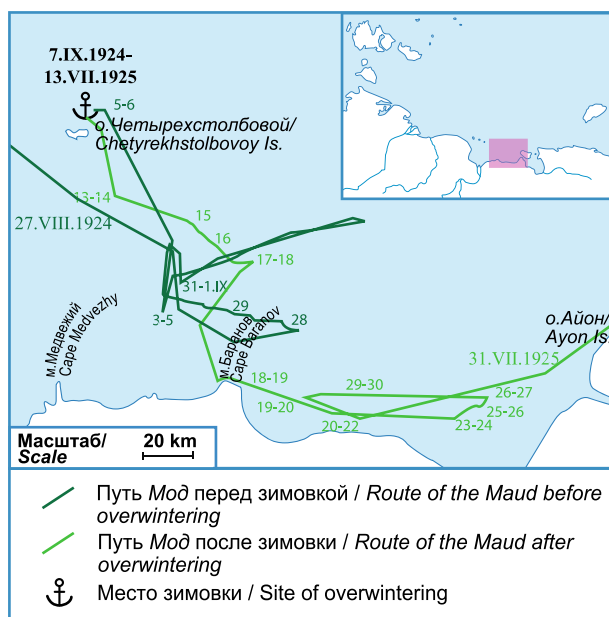 7.IX.1924-
13.VII.1925
5-6
о.Четырехстолбовой/
Chetyrekhstolbovoy Is.
13-14
27.VIII.1924
15
16
17-18
31-1.IX
29
28
3-5
м.Медвежий
Cape Medvezhy
м.Баранов/
Cape Baranov
о.Айон/
Ayon Is.
31.VII.1925
18-19
29-30
26-27
19-20
25-26
20-22
23-24
Масштаб/
Scale
20 km
Путь Мод перед зимовкой / Route of the Maud before
overwintering
Путь Мод после зимовки / Route of the Maud after
overwintering
Место зимовки / Site of overwintering